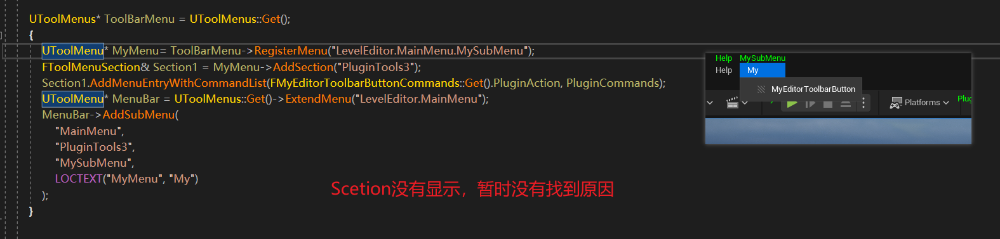 UToolMenus* ToolBarMenu = UToolMenus::Get();
{
UToolMenu* MyMenu= ToolBarMenu->RegisterMenu("LevelEditor.MainMenu.MySubMenu");
FToolMenuSection& Section1 = MyMenu->AddSection("PluginTools3");
Section1.AddMenuEntryWithCommandList(FMyEditorToolbarButtonCommands::Get().PluginAction, PluginCommands);
UToolMenu* MenuBar = UToolMenus::Get()->ExtendMenu("LevelEditor.MainMenu");
MenuBar->AddSubMenu(
"MainMenu",
"PluginTools3",
"MySubMenu",
LOCTEXT("MyMenu", "My")
);
}
Help MySubMenu
Help My
MyEditorToolbarButton
Platforms
Plug
Scetion没有显示，暂时没有找到原因